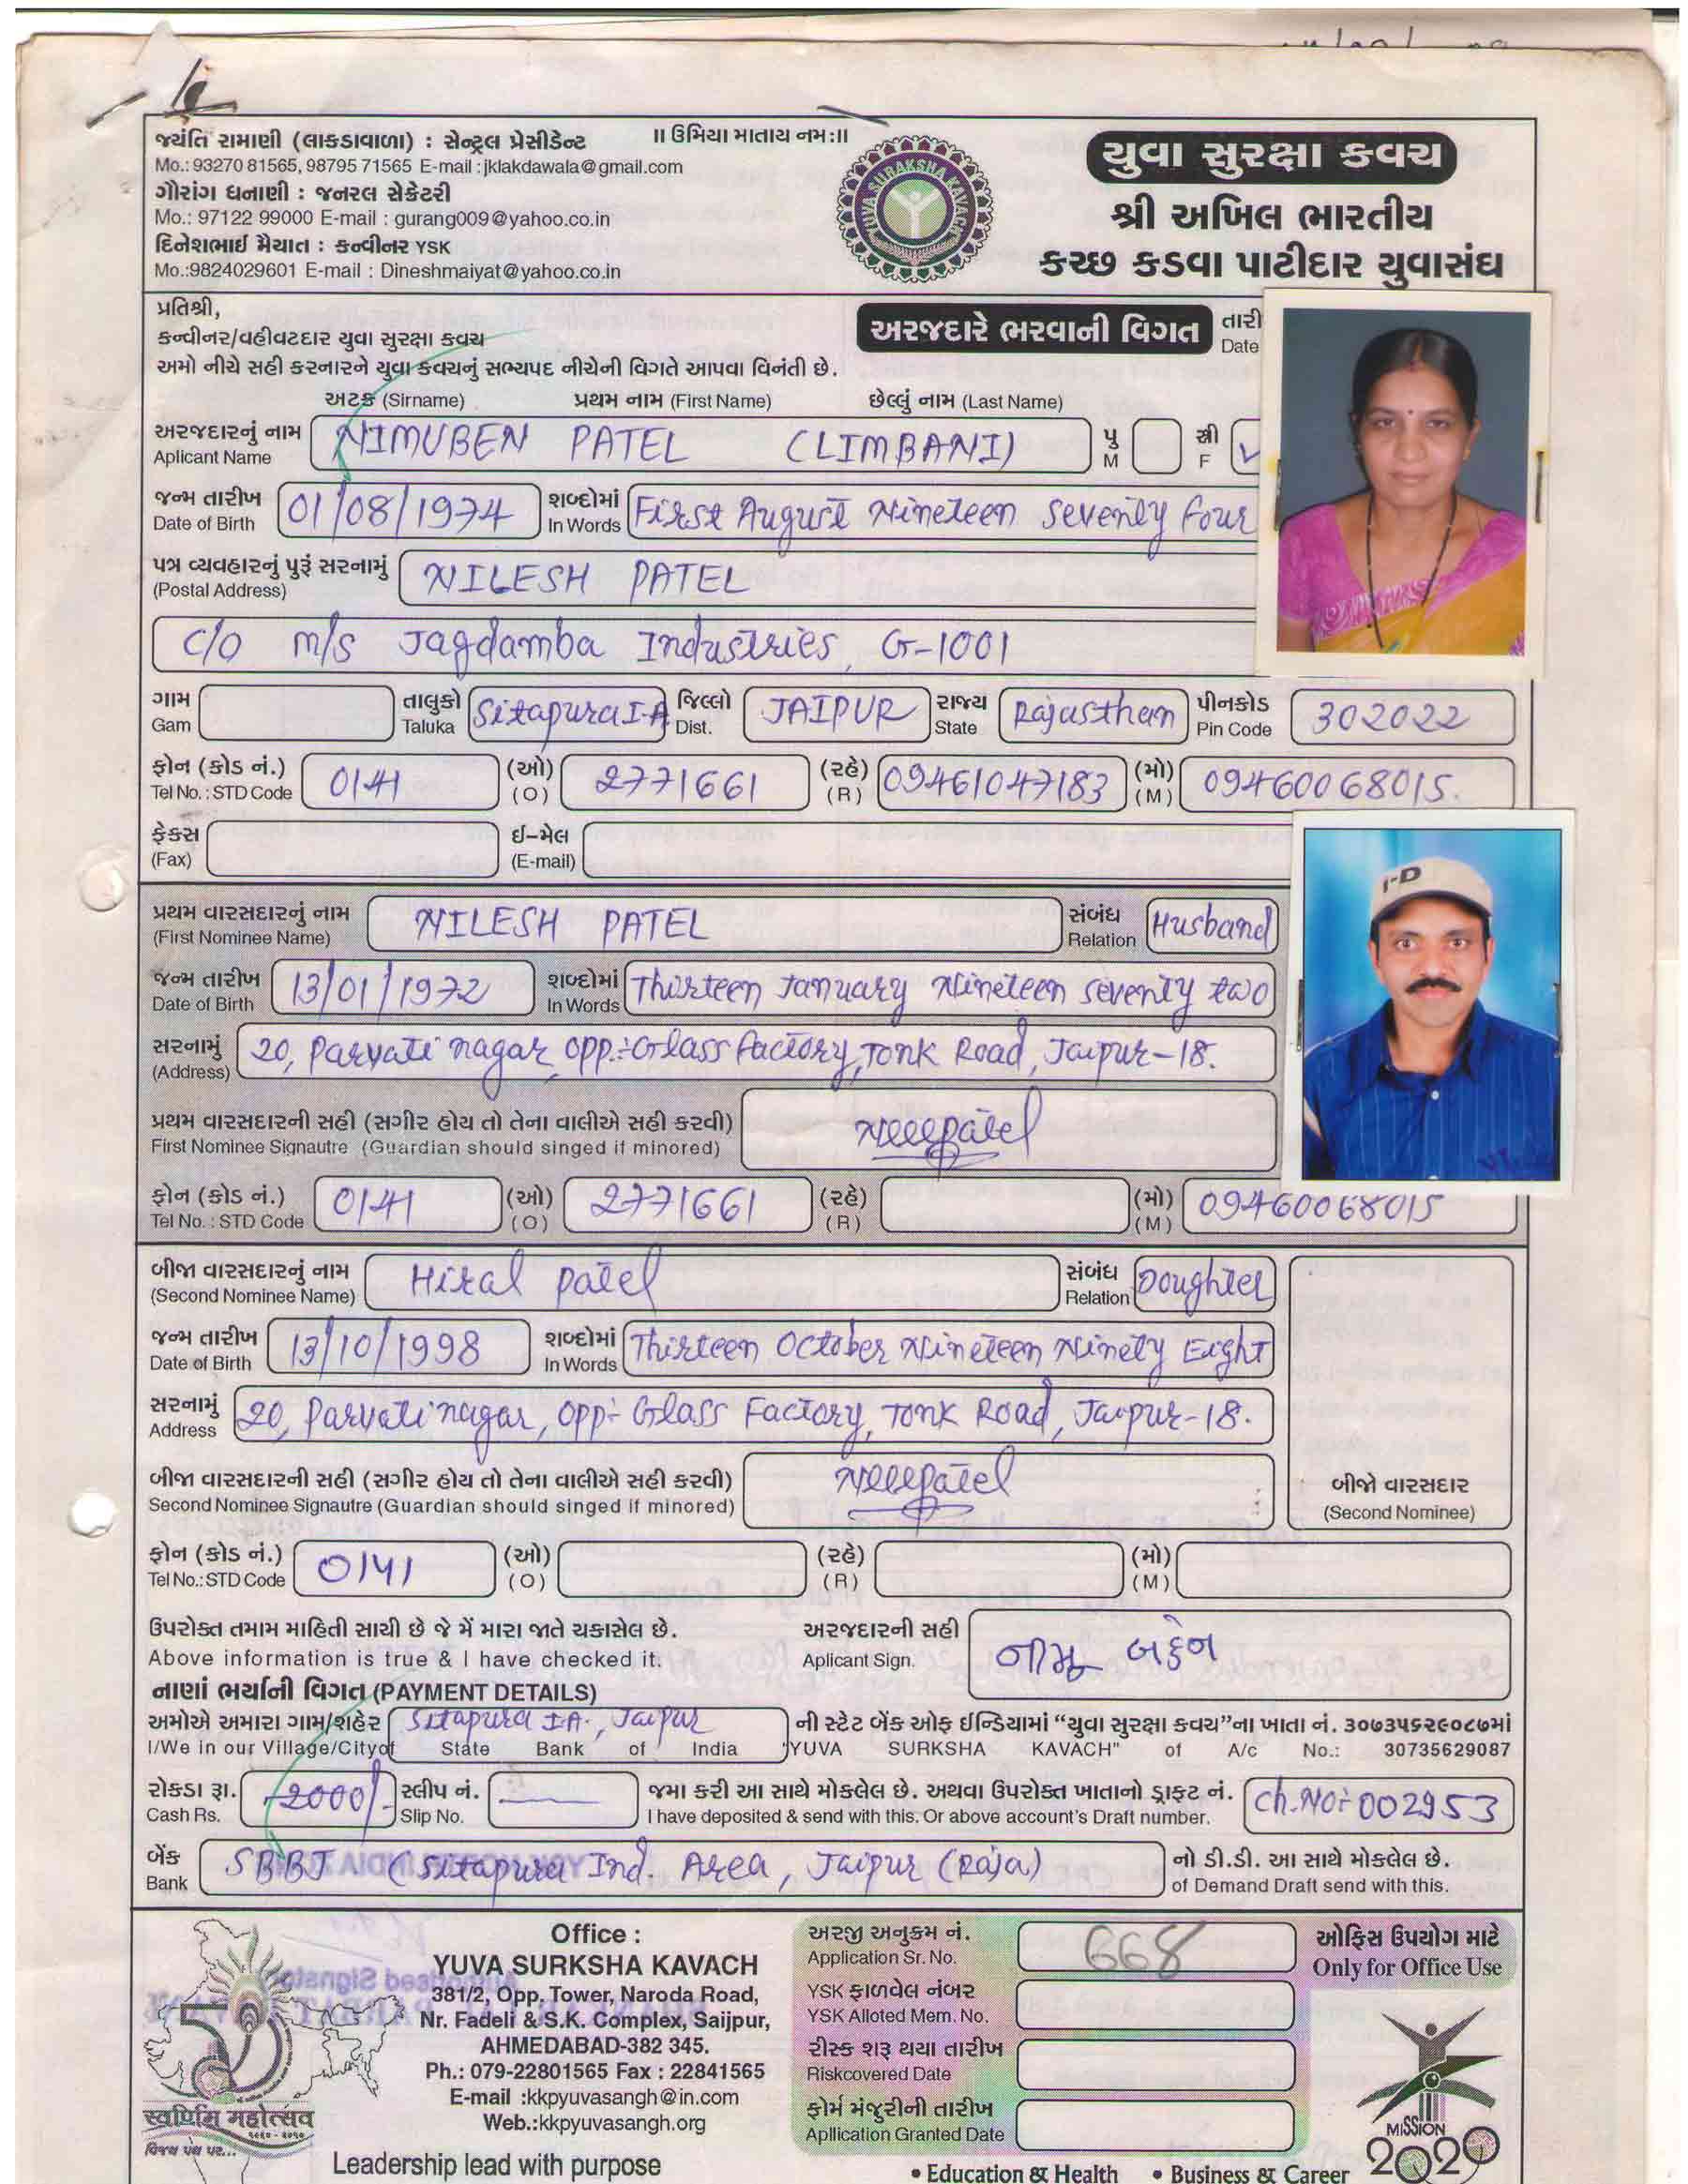 જયંતિ રામાણી (લાકડાવાળા) : સેન્ટ્રલ પ્રેસીડેન્ટ
Mo.: 93270 81565, 98795 71565 E-mail : jklakdawala@gmail.com
ગૌરાંગ ધનાણી : જનરલ સેક્રેટરી
Mo.: 97122 99000 E-mail : gurang009@yahoo.co.in
દિનેશભાઈ મૈયાત : કન્વીનર YSK
Mo.:9824029601 E-mail : Dineshmaiyat@yahoo.co.in
॥ ઉમિયા માતાય નમઃ॥
YUVA SURAKSHA KAVACH
યુવા સુરક્ષા કવચ
શ્રી અખિલ ભારતીય
કચ્છ કડવા પાટીદાર યુવાસંઘ
પ્રતિશ્રી,
કન્વીનર/વહીવટદાર યુવા સુરક્ષા કવચ
અરજદારે ભરવાની વિગત તારી
Date
અમો નીચે સહી કરનારને યુવા કવચનું સભ્યપદ નીચેની વિગતે આપવા વિનંતી છે.
અટક (Sirname) પ્રથમ નામ (First Name) છેલ્લું નામ (Last Name)
અરજદારનું નામ NIMUBEN PATEL (LIMBANI) પુ સ્રી
Aplicant Name M F ✓
જન્મ તારીખ 01/08/1974 શબ્દોમાં First August Nineteen Seventy four
Date of Birth In Words
પત્ર વ્યવહારનું પુરૂં સરનામું NILESH PATEL
(Postal Address)
C/o M/s Jagdamba Industries, G-1001
ગામ તાલુકો Sitapura I.A જિલ્લો JAIPUR રાજ્ય Rajasthan પીનકોડ 302022
Gam Taluka Dist. State Pin Code
ફોન (કોડ નં.) 0141 (ઓ) 2771661 (રહે) 09461047183 (મો) 09460068015.
Tel No. : STD Code (O) (R) (M)
ફેક્સ ઈ-મેલ
(Fax) (E-mail)
I-D
પ્રથમ વારસદારનું નામ NILESH PATEL સંબંધ Husband
(First Nominee Name) Relation
જન્મ તારીખ 13/01/1972 શબ્દોમાં Thirteen January Nineteen seventy two
Date of Birth In Words
સરનામું 20, Parvati nagar, opp.:-Glass factory, Tonk Road, Jaipur-18.
(Address)
પ્રથમ વારસદારની સહી (સગીર હોય તો તેના વાલીએ સહી કરવી)
First Nominee Signautre (Guardian should singed if minored)
ફોન (કોડ નં.) 0141 (ઓ) 2771661 (રહે) (મો) 09460068015
Tel No. : STD Code (O) (R) (M)
બીજા વારસદારનું નામ Hiral Patel સંબંધ Doughter
(Second Nominee Name) Relation
જન્મ તારીખ 13/10/1998 શબ્દોમાં Thirteen October Nineteen Ninety Eight
Date of Birth In Words
સરનામું 20, Parvati nagar, opp:- Glass Factory, Tonk Road, Jaipur-18.
Address
બીજા વારસદારની સહી (સગીર હોય તો તેના વાલીએ સહી કરવી)
Second Nominee Signautre (Guardian should singed if minored)
બીજો વારસદાર
(Second Nominee)
ફોન (કોડ નં.) 0141 (ઓ) (રહે) (મો)
Tel No.: STD Code (O) (R) (M)
ઉપરોક્ત તમામ માહિતી સાચી છે જે મેં મારા જાતે ચકાસેલ છે. અરજદારની સહી
Above information is true & I have checked it. Aplicant Sign.
નાણાં ભર્યાની વિગત (PAYMENT DETAILS)
અમોએ અમારા ગામ/શહેર Sitapura I.A., Jaipur ની સ્ટેટ બેંક ઓફ ઈન્ડિયામાં “યુવા સુરક્ષા કવચ”ના ખાતા નં. ૩૦૭૩૫૬૨૯૦૮૭માં
I/We in our Village/City of State Bank of India "YUVA SURKSHA KAVACH" of A/c No.: 30735629087
રોકડા રૂા. 2000/- સ્લીપ નં. જમા કરી આ સાથે મોકલેલ છે. અથવા ઉપરોક્ત ખાતાનો ડ્રાફ્ટ નં. Ch.No:- 002953
Cash Rs. Slip No. I have deposited & send with this. Or above account's Draft number.
બેંક SBBJ (Sitapura Ind. Area, Jaipur (Raja) નો ડી.ડી. આ સાથે મોકલેલ છે.
Bank of Demand Draft send with this.
Office :
YUVA SURKSHA KAVACH
381/2, Opp. Tower, Naroda Road,
Nr. Fadeli & S.K. Complex, Saijpur,
AHMEDABAD-382 345.
Ph.: 079-22801565 Fax : 22841565
E-mail :kkpyuvasangh@in.com
Web.:kkpyuvasangh.org
Leadership lead with purpose
અરજી અનુક્રમ નં. 668
Application Sr. No.
YSK ફાળવેલ નંબર
YSK Alloted Mem. No.
રીસ્ક શરૂ થયા તારીખ
Riskcovered Date
ફોર્મ મંજુરીની તારીખ
Apllication Granted Date
ઓફિસ ઉપયોગ માટે
Only for Office Use
MISSION
2020
• Education & Health • Business & Career